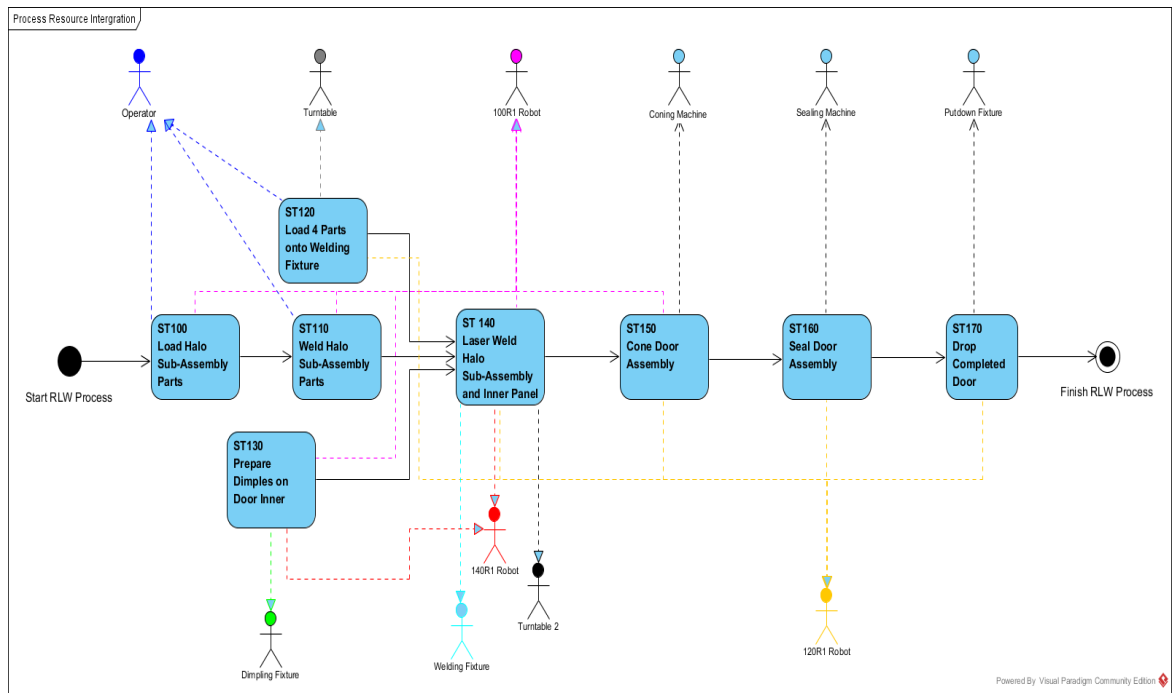 Process Resource Intergration
Operator
Turntable
100R1 Robot
Coning Machine
Sealing Machine
Putdown Fixture
ST120
Load 4 Parts
onto Welding
Fixture
ST100
Load Halo
Sub-Assembly
Parts
ST110
Weld Halo
Sub-Assembly
Parts
ST 140
Laser Weld
Halo
Sub-Assembly
and Inner Panel
ST150
Cone Door
Assembly
ST160
Seal Door
Assembly
ST170
Drop
Completed
Door
Start RLW Process
Finish RLW Process
ST130
Prepare
Dimples on
Door Inner
140R1 Robot
Turntable 2
120R1 Robot
Dimpling Fixture
Welding Fixture
Powered By Visual Paradigm Community Edition